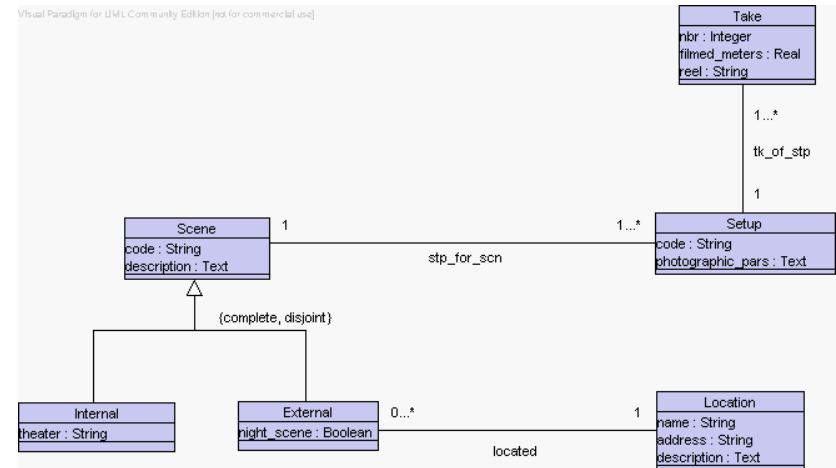 Visual Paradigm for UML Community Edition [not for commercial use]
Take
nbr : Integer
filmed_meters : Real
reel : String
1...*
tk_of_stp
1
Scene
code : String
description : Text
1
1...*
stp_for_scn
Setup
code : String
photographic_pars : Text
{complete, disjoint}
Internal
theater : String
External
night_scene : Boolean
0...*
1
located
Location
name : String
address : String
description : Text